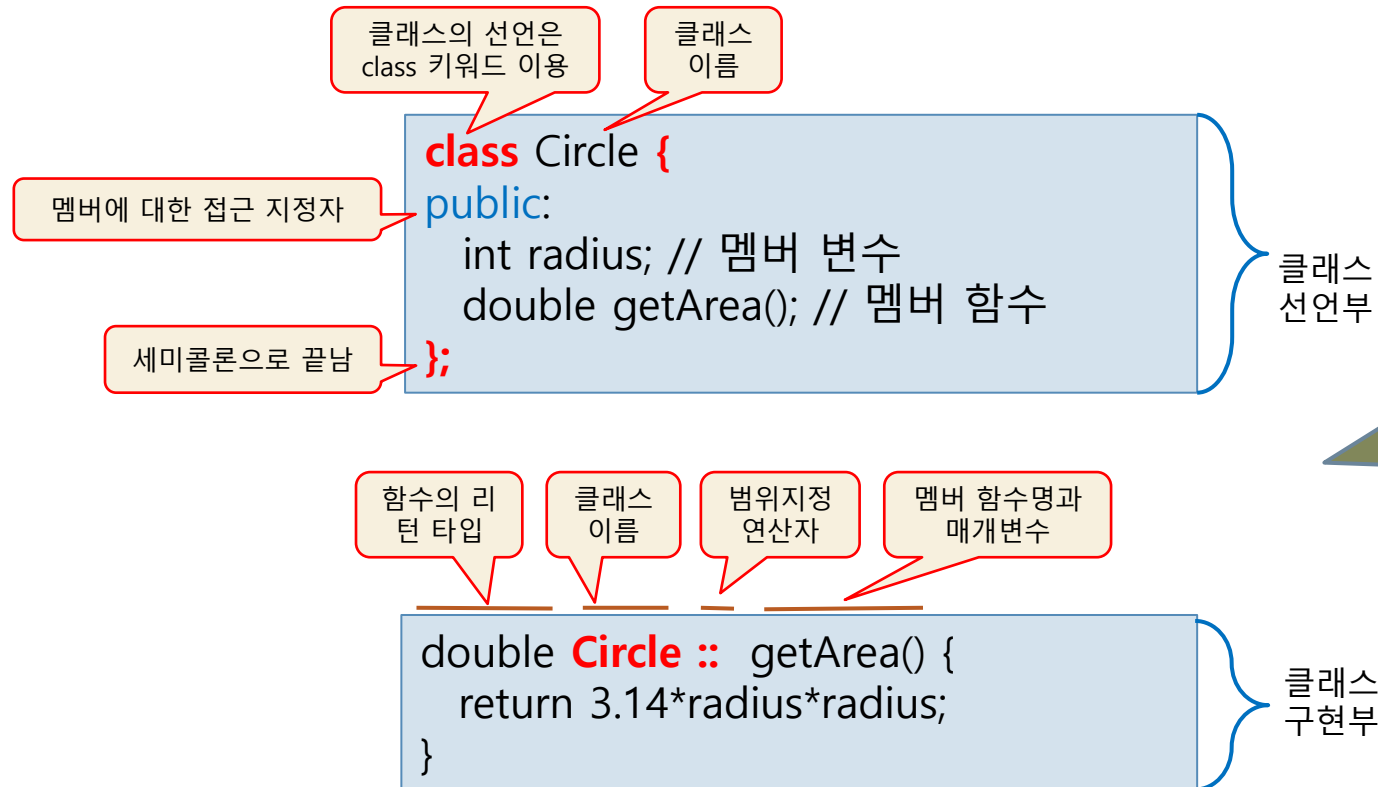 클래스의 선언은
class 키워드 이용
클래스
이름
class Circle {
멤버에 대한 접근 지정자
public:
int radius; // 멤버 변수
double getArea(); // 멤버 함수
클래스
선언부
세미콜론으로 끝남
};
함수의 리
턴 타입
클래스
이름
범위지정
연산자
멤버 함수명과
매개변수
double Circle :: getArea() {
return 3.14*radius*radius;
}
클래스
구현부